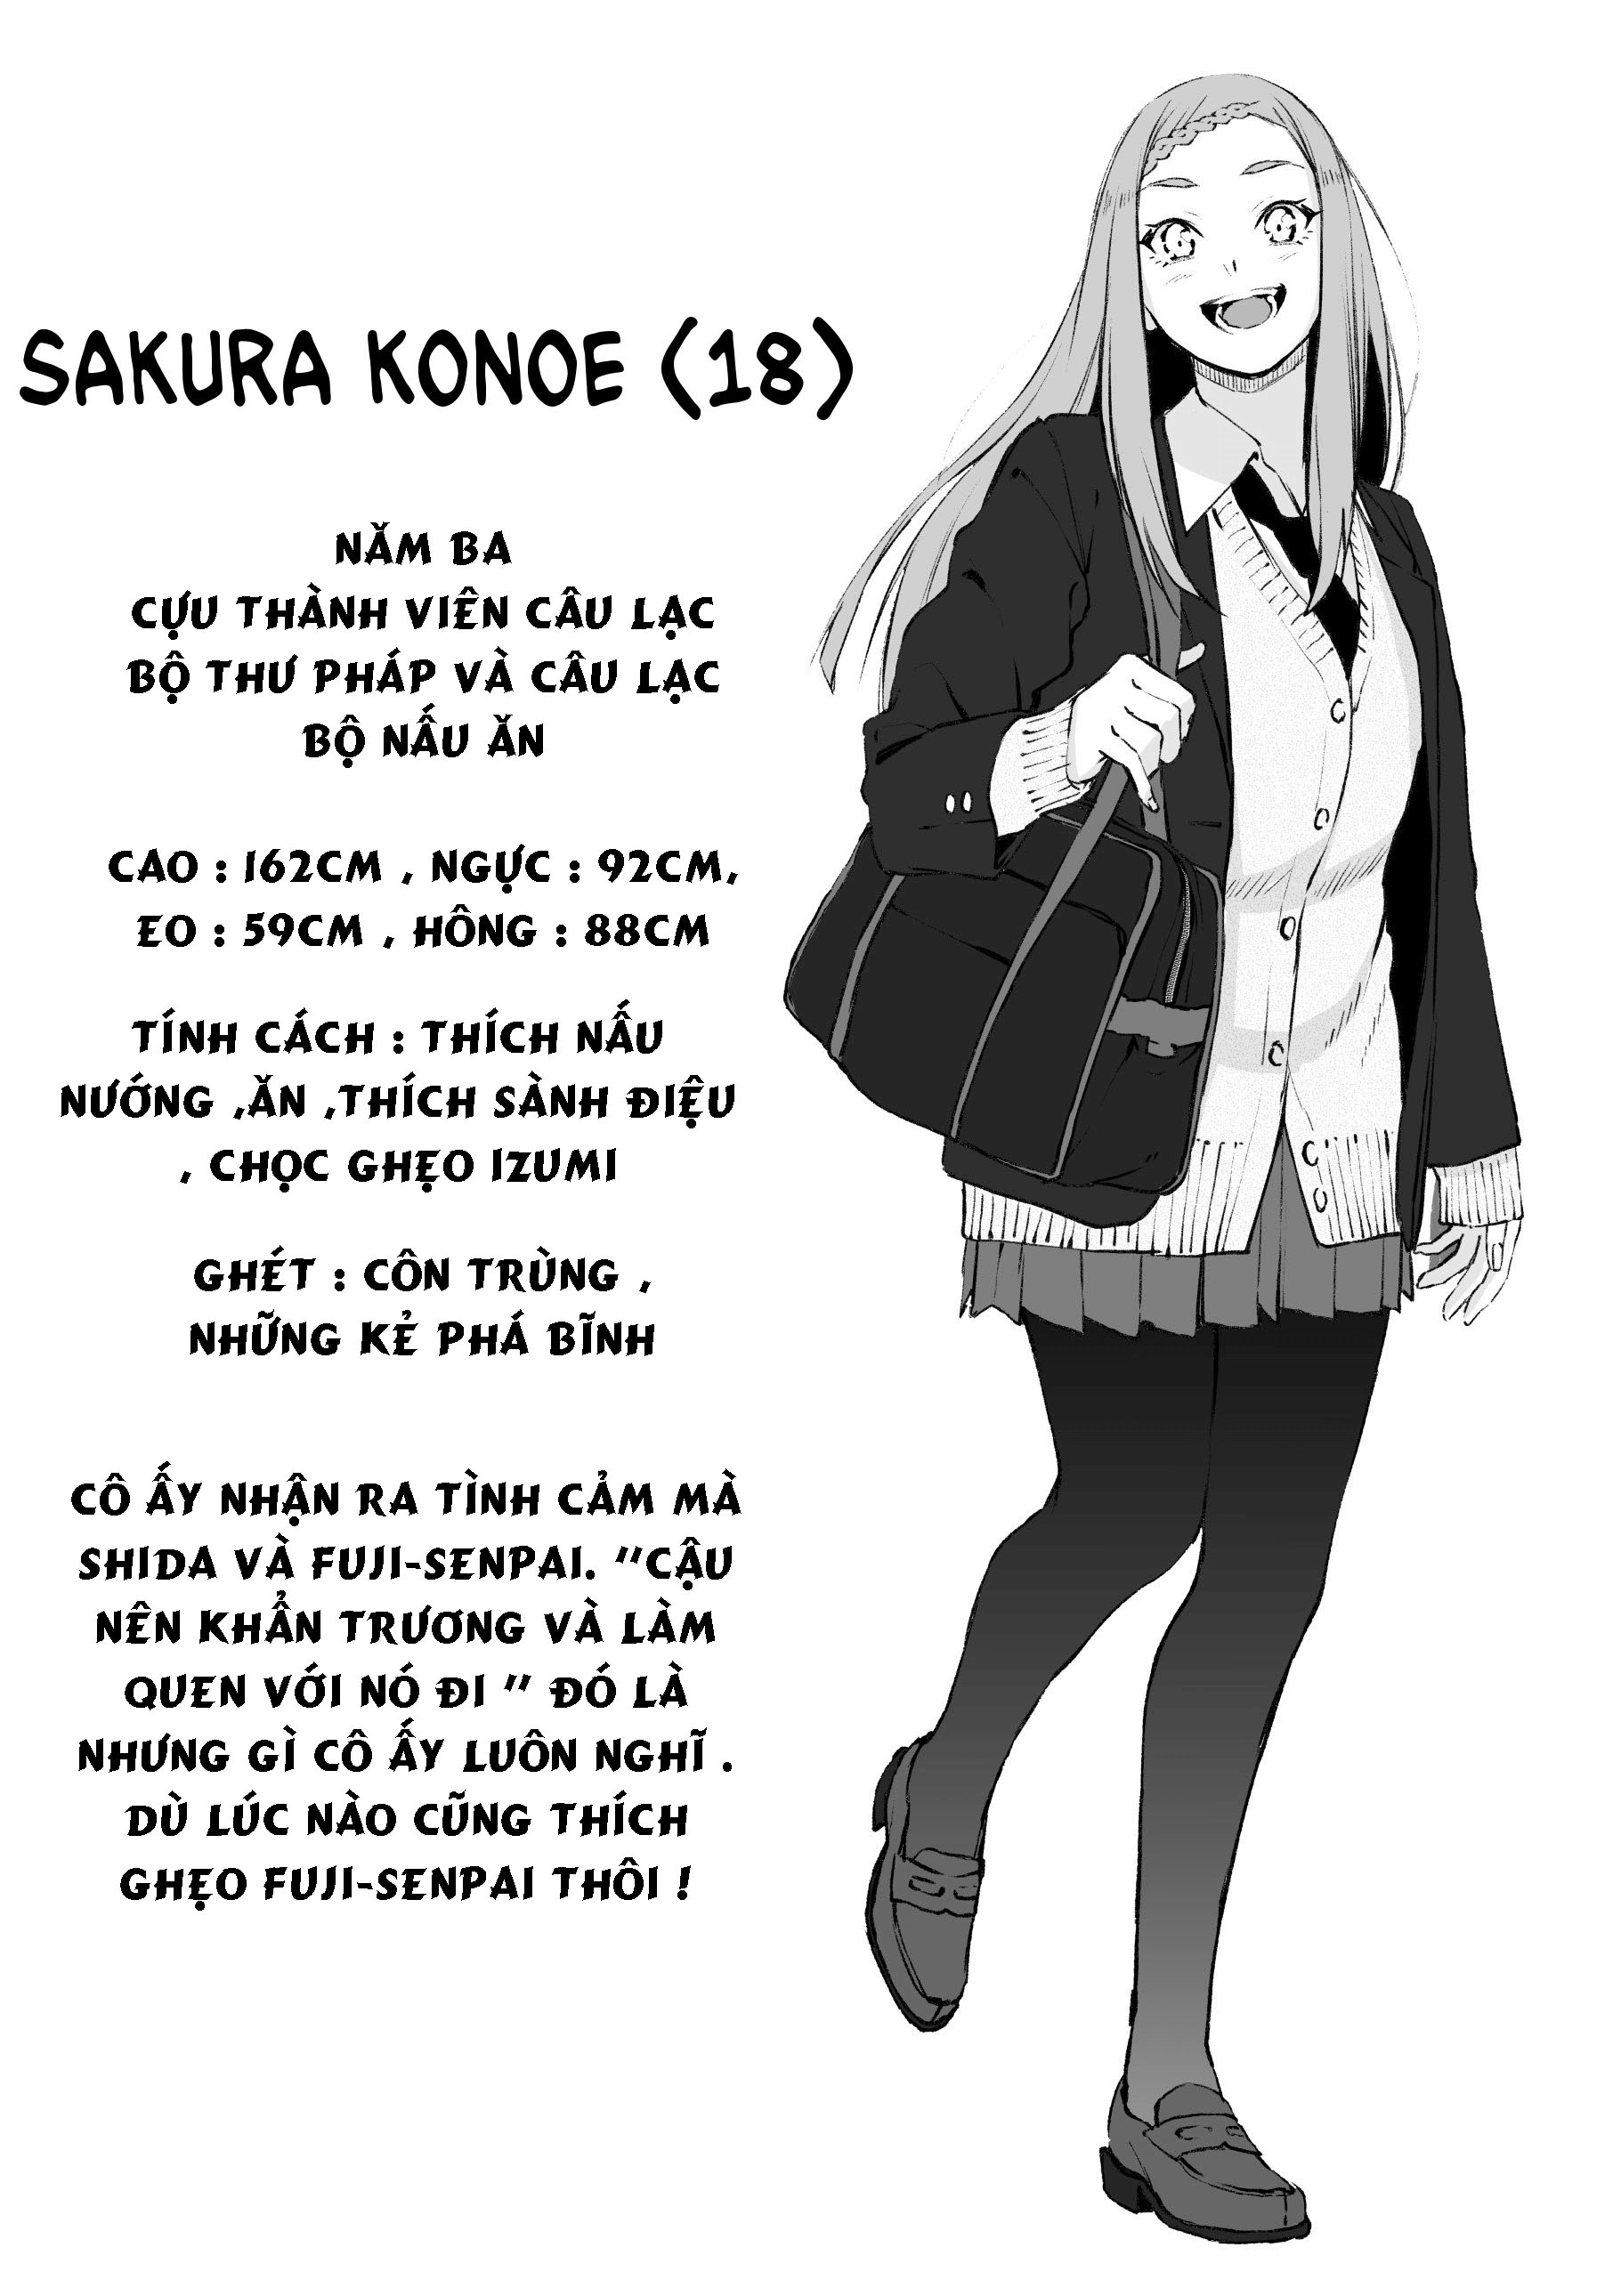 SAKURA KONOE (18)
NĂM BA
CỰU THÀNH VIÊN CÂU LẠC
BỘ THƯ PHÁP VÀ CÂU LẠC
BỘ NẤU ĂN
CAO : 162CM , NGỰC : 92CM,
EO : 59CM , HÔNG : 88CM
TÍNH CÁCH : THÍCH NẤU
NƯỚNG ,ĂN ,THÍCH SÀNH ĐIỆU
, CHỌC GHẸO IZUMI
GHÉT : CÔN TRÙNG ,
NHỮNG KẺ PHÁ BĨNH
CÔ ẤY NHẬN RA TÌNH CẢM MÀ
SHIDA VÀ FUJI-SENPAI. "CẬU
NÊN KHẨN TRƯƠNG VÀ LÀM
QUEN VỚI NÓ ĐI " ĐÓ LÀ
NHƯNG GÌ CÔ ẤY LUÔN NGHĨ .
DÙ LÚC NÀO CŨNG THÍCH
GHẸO FUJI-SENPAI THÔI !